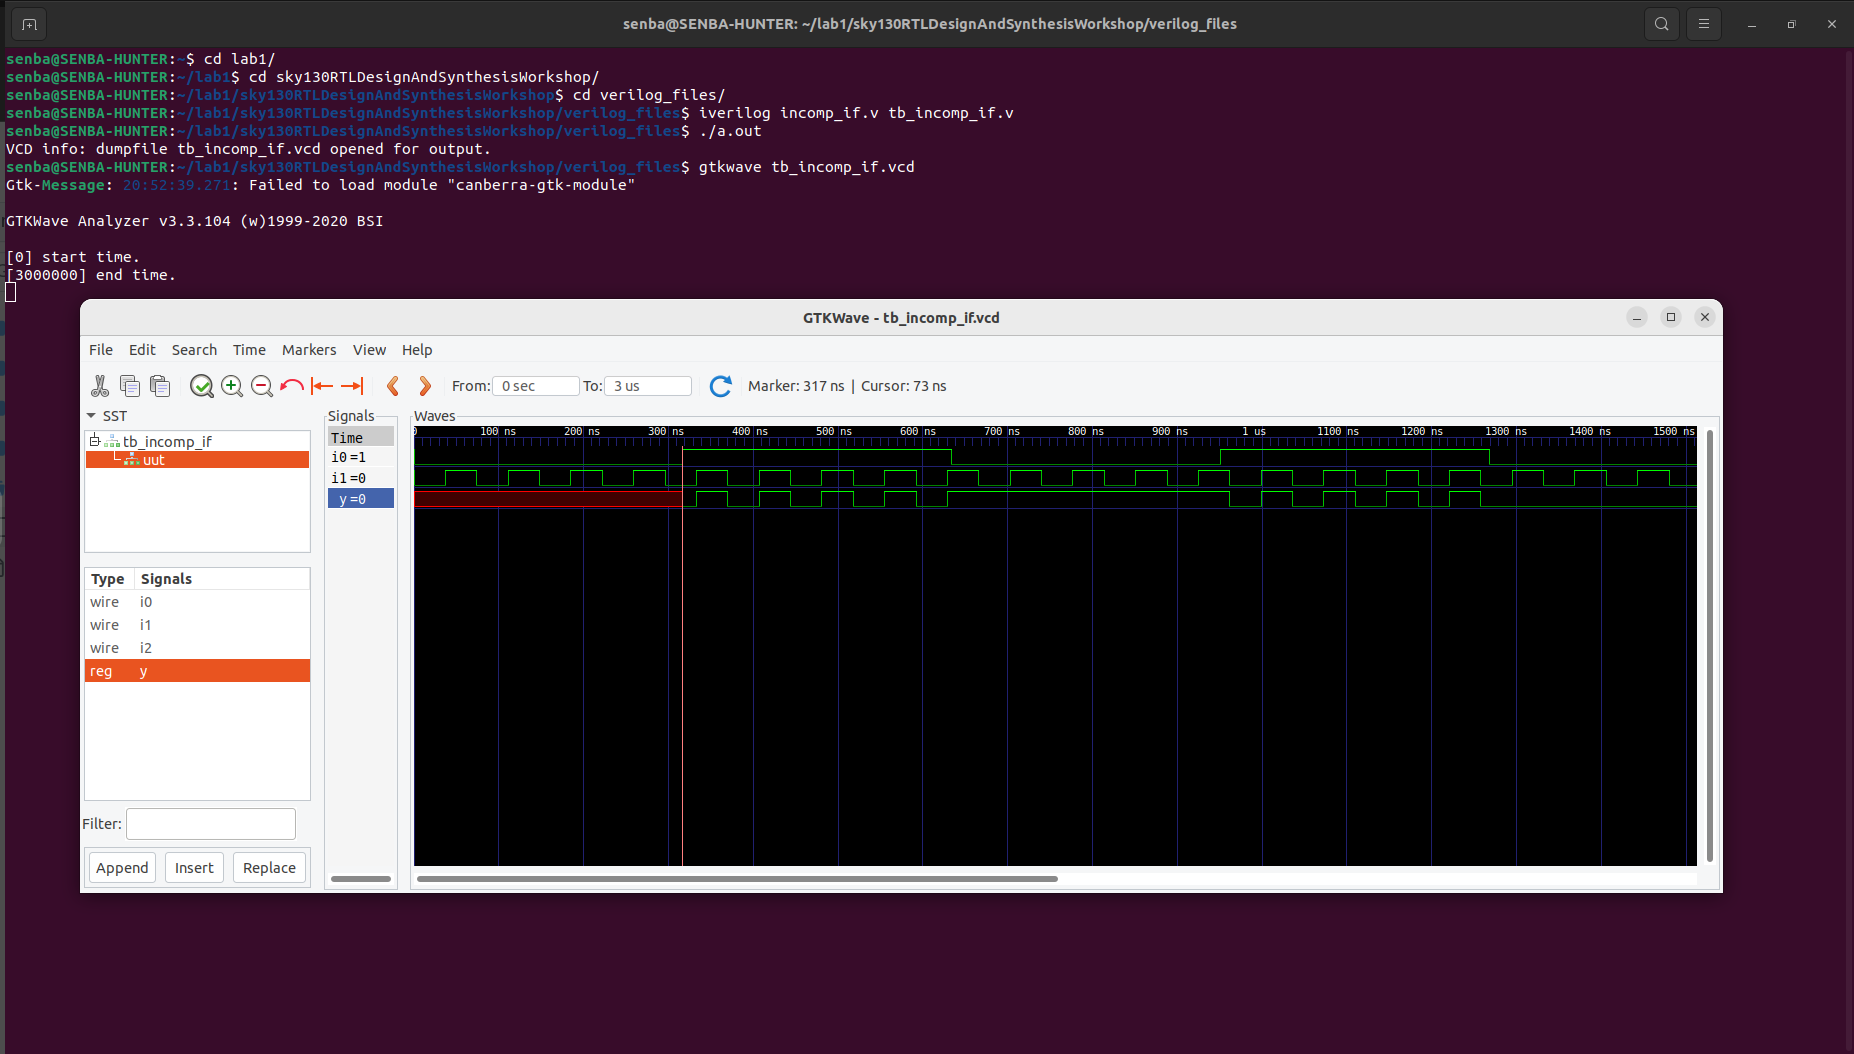 senba@SENBA-HUNTER: ~/lab1/sky130RTLDesignAndSynthesisWorkshop/verilog_files
senba@SENBA-HUNTER:~$ cd lab1/
senba@SENBA-HUNTER:~/lab1$ cd sky130RTLDesignAndSynthesisWorkshop/
senba@SENBA-HUNTER:~/lab1/sky130RTLDesignAndSynthesisWorkshop$ cd verilog_files/
senba@SENBA-HUNTER:~/lab1/sky130RTLDesignAndSynthesisWorkshop/verilog_files$ iverilog incomp_if.v tb_incomp_if.v
senba@SENBA-HUNTER:~/lab1/sky130RTLDesignAndSynthesisWorkshop/verilog_files$ ./a.out
VCD info: dumpfile tb_incomp_if.vcd opened for output.
senba@SENBA-HUNTER:~/lab1/sky130RTLDesignAndSynthesisWorkshop/verilog_files$ gtkwave tb_incomp_if.vcd
Gtk-Message: 20:52:39.271: Failed to load module "canberra-gtk-module"
GTKWave Analyzer v3.3.104 (w)1999-2020 BSI
[0] start time.
[3000000] end time.
GTKWave - tb_incomp_if.vcd
File Edit Search Time Markers View Help
From: 0 sec To: 3 us Marker: 317 ns | Cursor: 73 ns
SST
tb_incomp_if
uut
Type Signals
wire i0
wire i1
wire i2
reg y
Filter:
Append Insert Replace
Signals
Time
i0 =1
i1 =0
y =0
Waves
0 100 ns 200 ns 300 ns 400 ns 500 ns 600 ns 700 ns 800 ns 900 ns 1 us 1100 ns 1200 ns 1300 ns 1400 ns 1500 ns